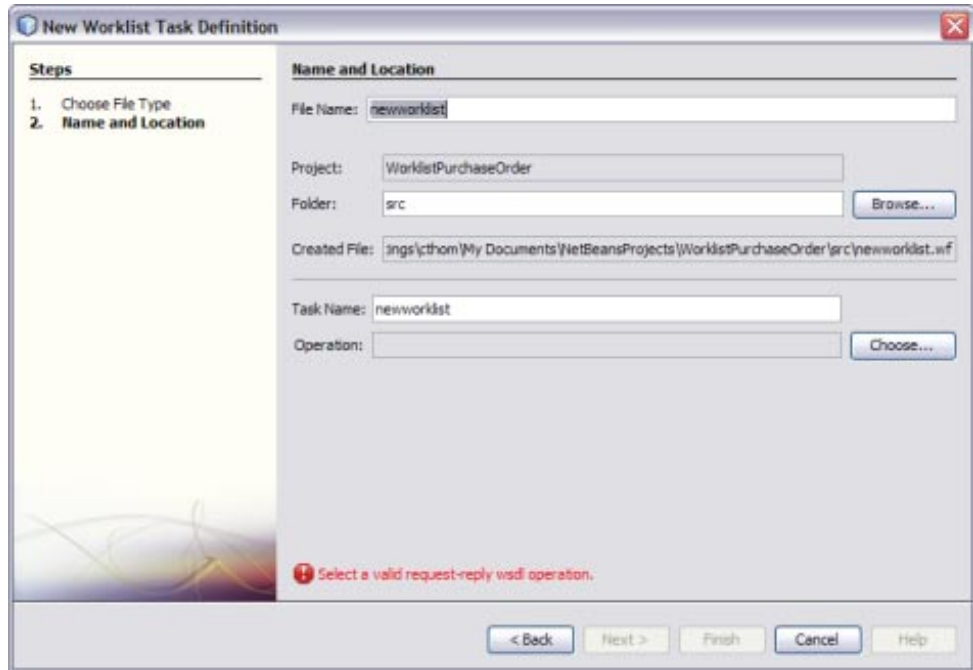 New Worklist Task Definition
Steps
1. Choose File Type
2. Name and Location
Name and Location
File Name: newworklist
Project: WorklistPurchaseOrder
Folder: src Browse...
Created File: ings\cthom\My Documents\NetBeansProjects\WorklistPurchaseOrder\src\newworklist.wf
Task Name: newworklist
Operation: Choose...
Select a valid request-reply wsdl operation.
< Back Next > Finish Cancel Help